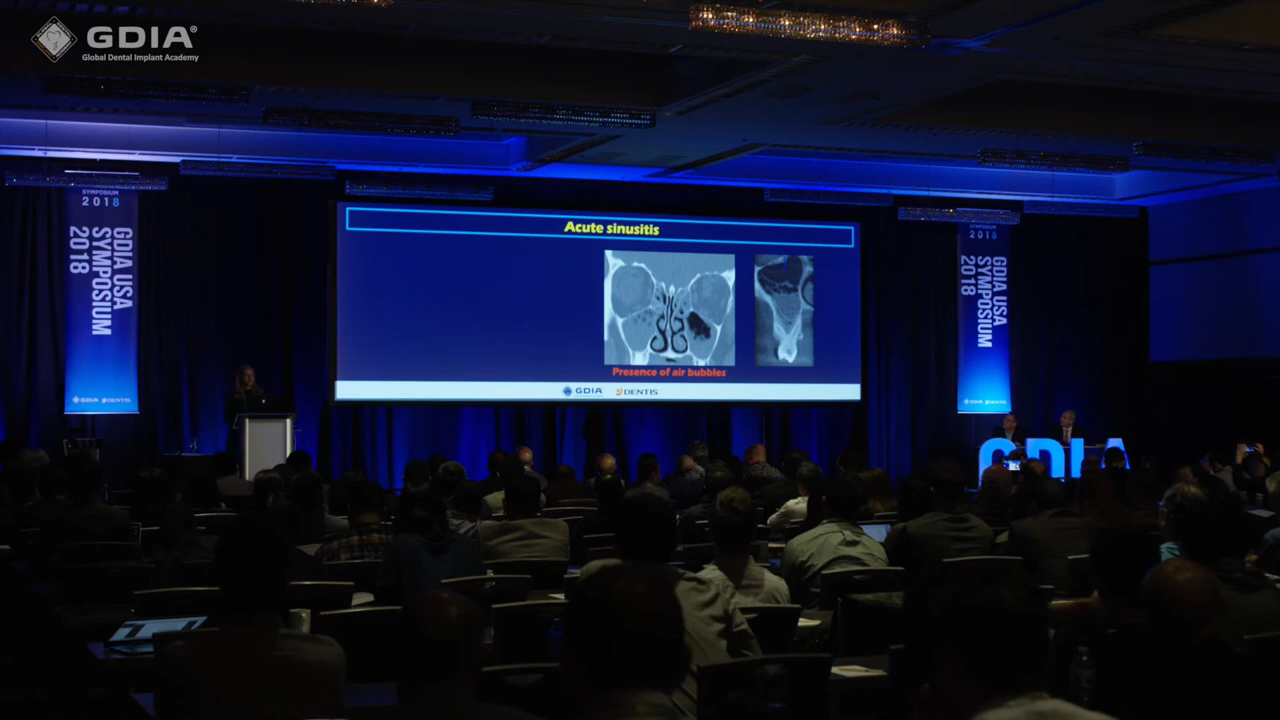 GDIA®
Global Dental Implant Academy
SYMPOSIUM
2018
GDIA USA
SYMPOSIUM
2018
GDIA DENTIS
Acute sinusitis
Presence of air bubbles
GDIA DENTIS
SYMPOSIUM
2018
GDIA USA
SYMPOSIUM
2018
GDIA DENTIS
GDIA